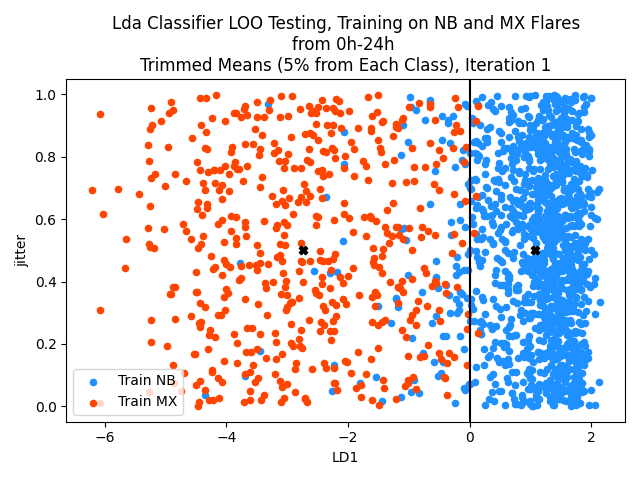 Lda Classifier LOO Testing, Training on NB and MX Flares
from 0h-24h
Trimmed Means (5% from Each Class), Iteration 1
1.0
0.8
0.6
0.4
0.2
0.0
jitter
Train NB
Train MX
−6
−4
−2
0
2
LD1